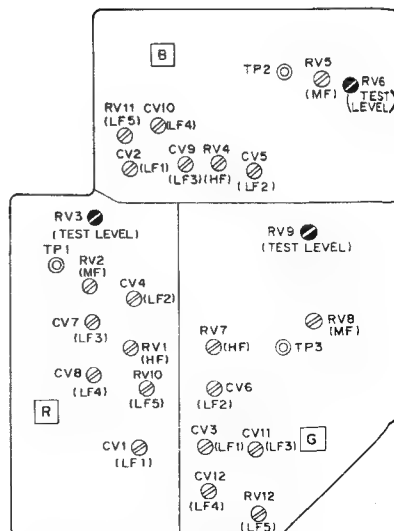 B
TP2
RV5
(MF)
RV6
(TEST
LEVEL)
RV11
(LF5)
CV10
(LF4)
CV2
(LF1)
CV9
(LF3)
RV4
(HF)
CV5
(LF2)
RV3
(TEST LEVEL)
TP1
RV2
(MF)
CV4
(LF2)
CV7
(LF3)
RV1
(HF)
CV8
(LF4)
RV10
(LF5)
R
CV1
(LF1)
RV9
(TEST LEVEL)
RV7
(HF)
RV8
(MF)
TP3
CV6
(LF2)
CV3
(LF1)
CV11
(LF3)
G
CV12
(LF4)
RV12
(LF5)